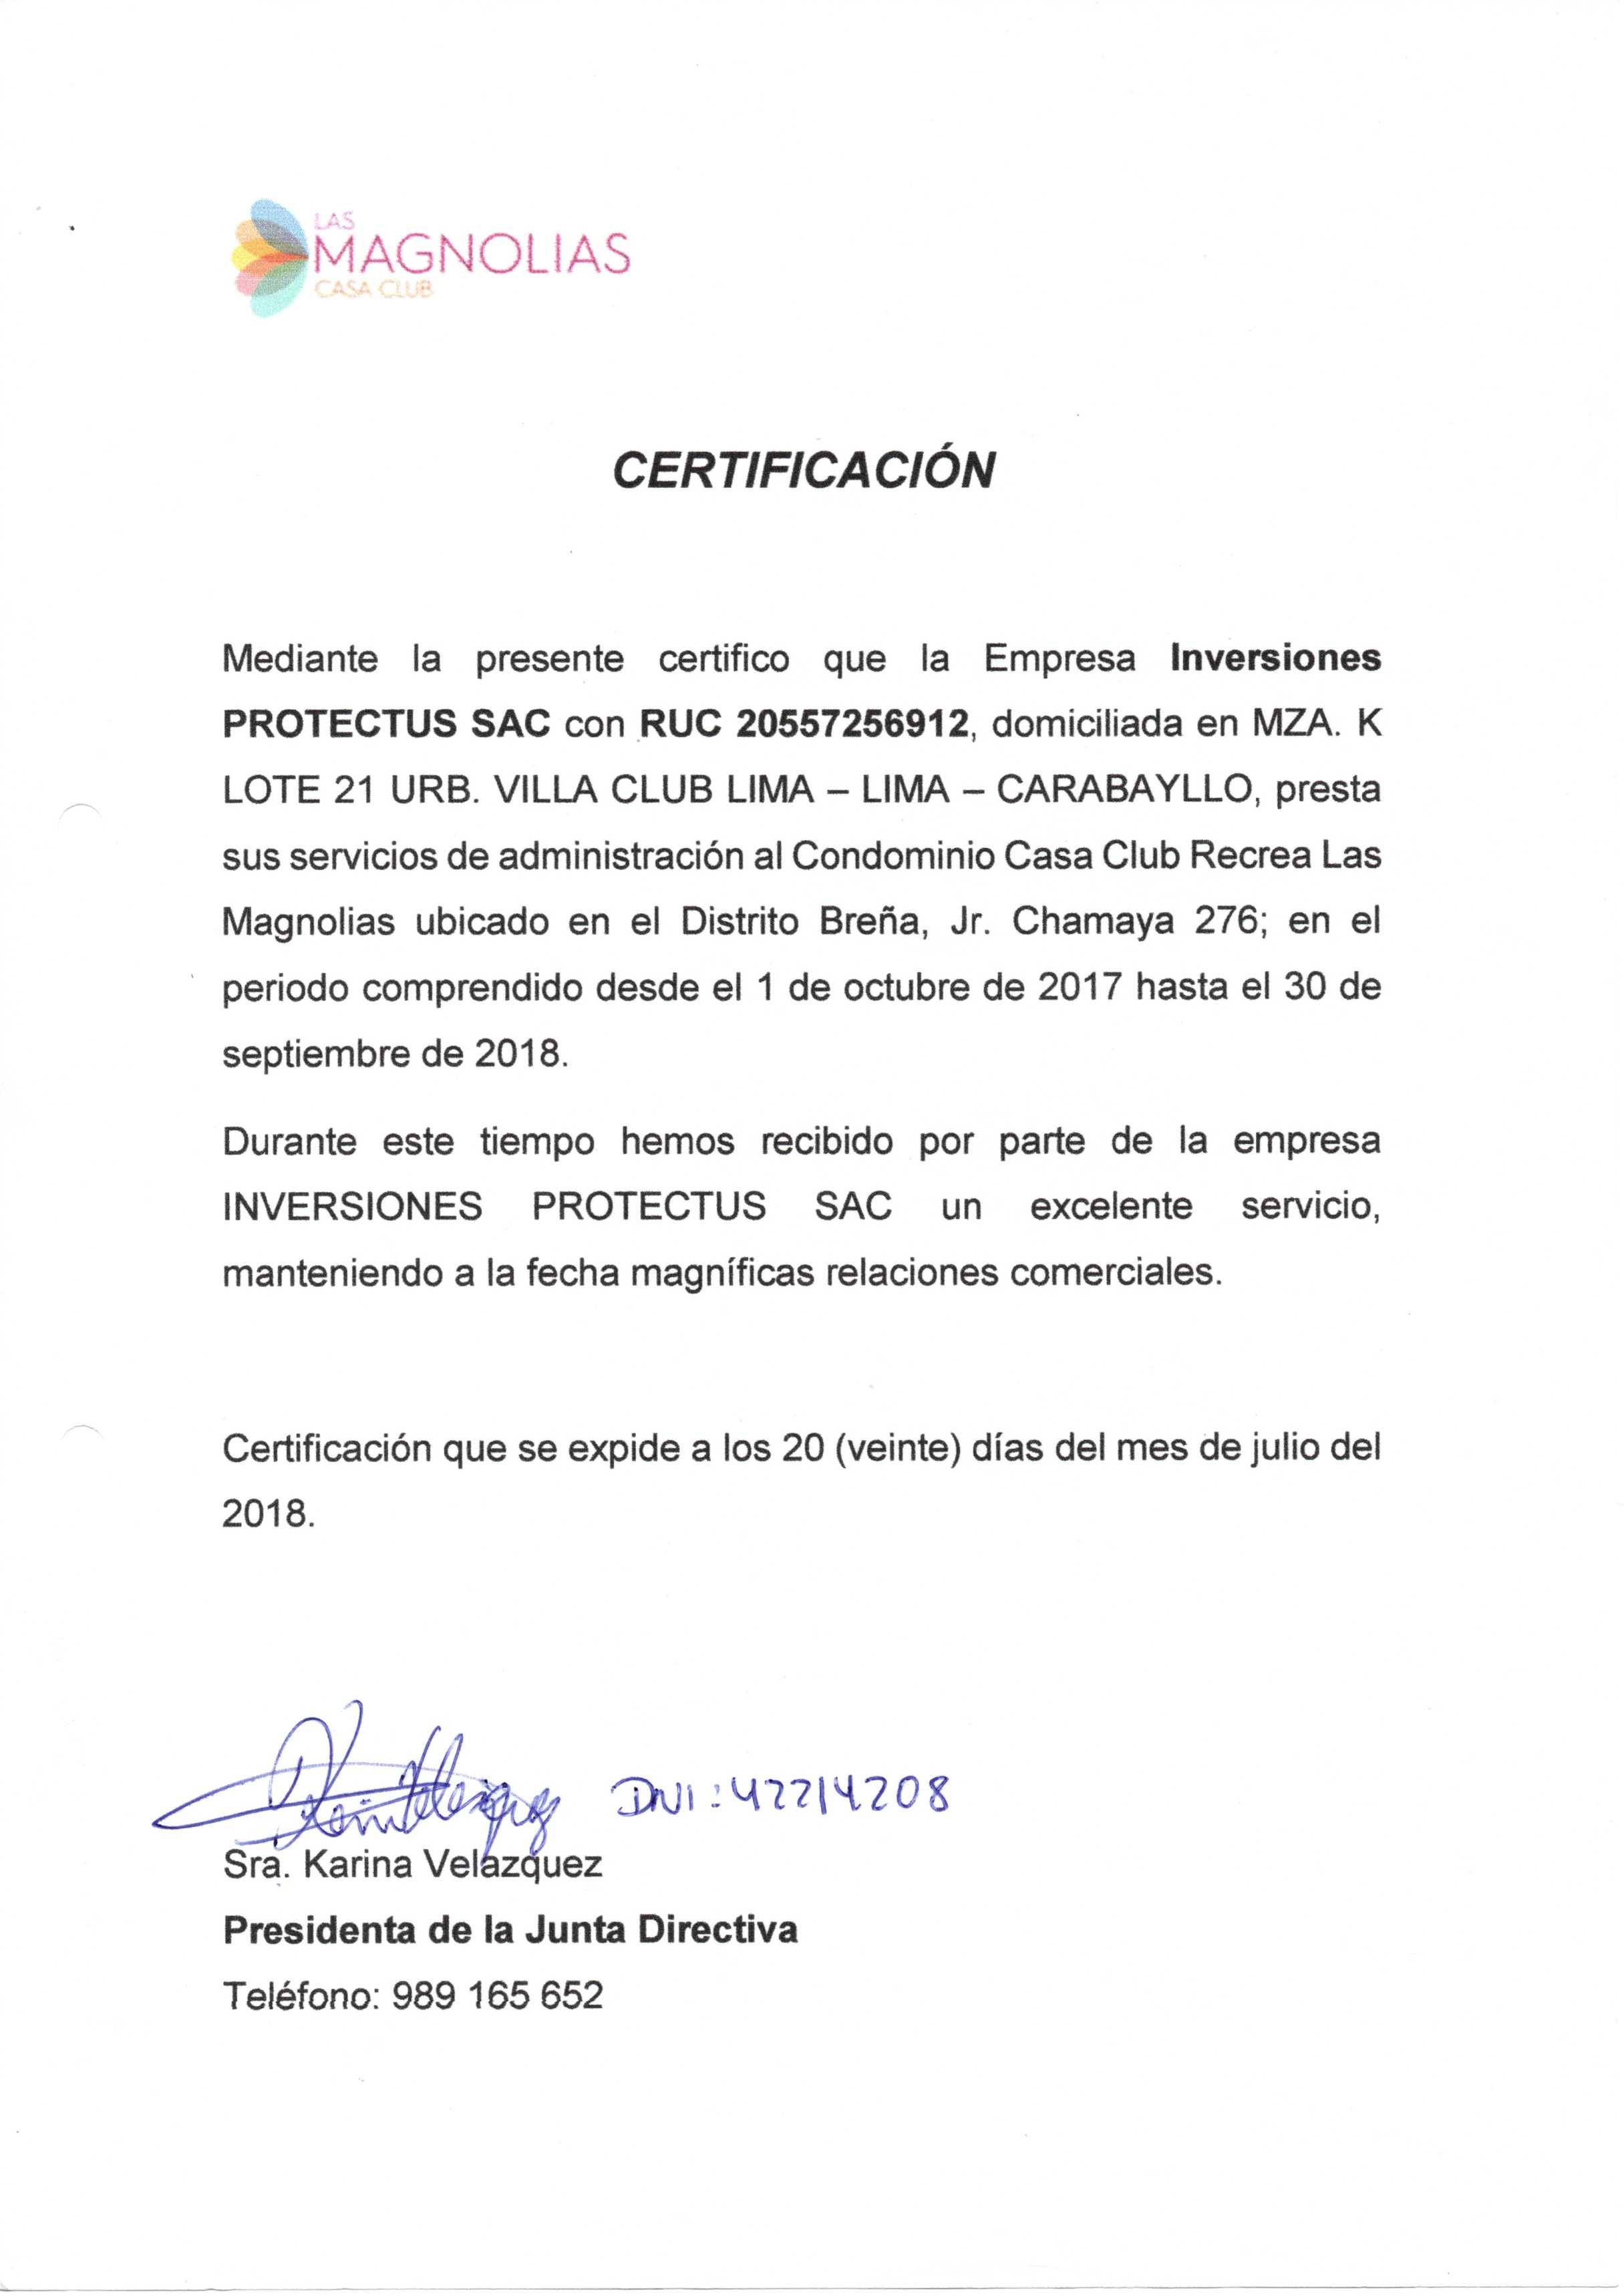 LAS
MAGNOLIAS
CASA CLUB
CERTIFICACIÓN
Mediante la presente certifico que la Empresa Inversiones
PROTECTUS SAC con RUC 20557256912, domiciliada en MZA. K
LOTE 21 URB. VILLA CLUB LIMA – LIMA – CARABAYLLO, presta
sus servicios de administración al Condominio Casa Club Recrea Las
Magnolias ubicado en el Distrito Breña, Jr. Chamaya 276; en el
periodo comprendido desde el 1 de octubre de 2017 hasta el 30 de
septiembre de 2018.
Durante este tiempo hemos recibido por parte de la empresa
INVERSIONES PROTECTUS SAC un excelente servicio,
manteniendo a la fecha magníficas relaciones comerciales.
Certificación que se expide a los 20 (veinte) días del mes de julio del
2018.
DNI: 42214208
Sra. Karina Velazquez
Presidenta de la Junta Directiva
Teléfono: 989 165 652